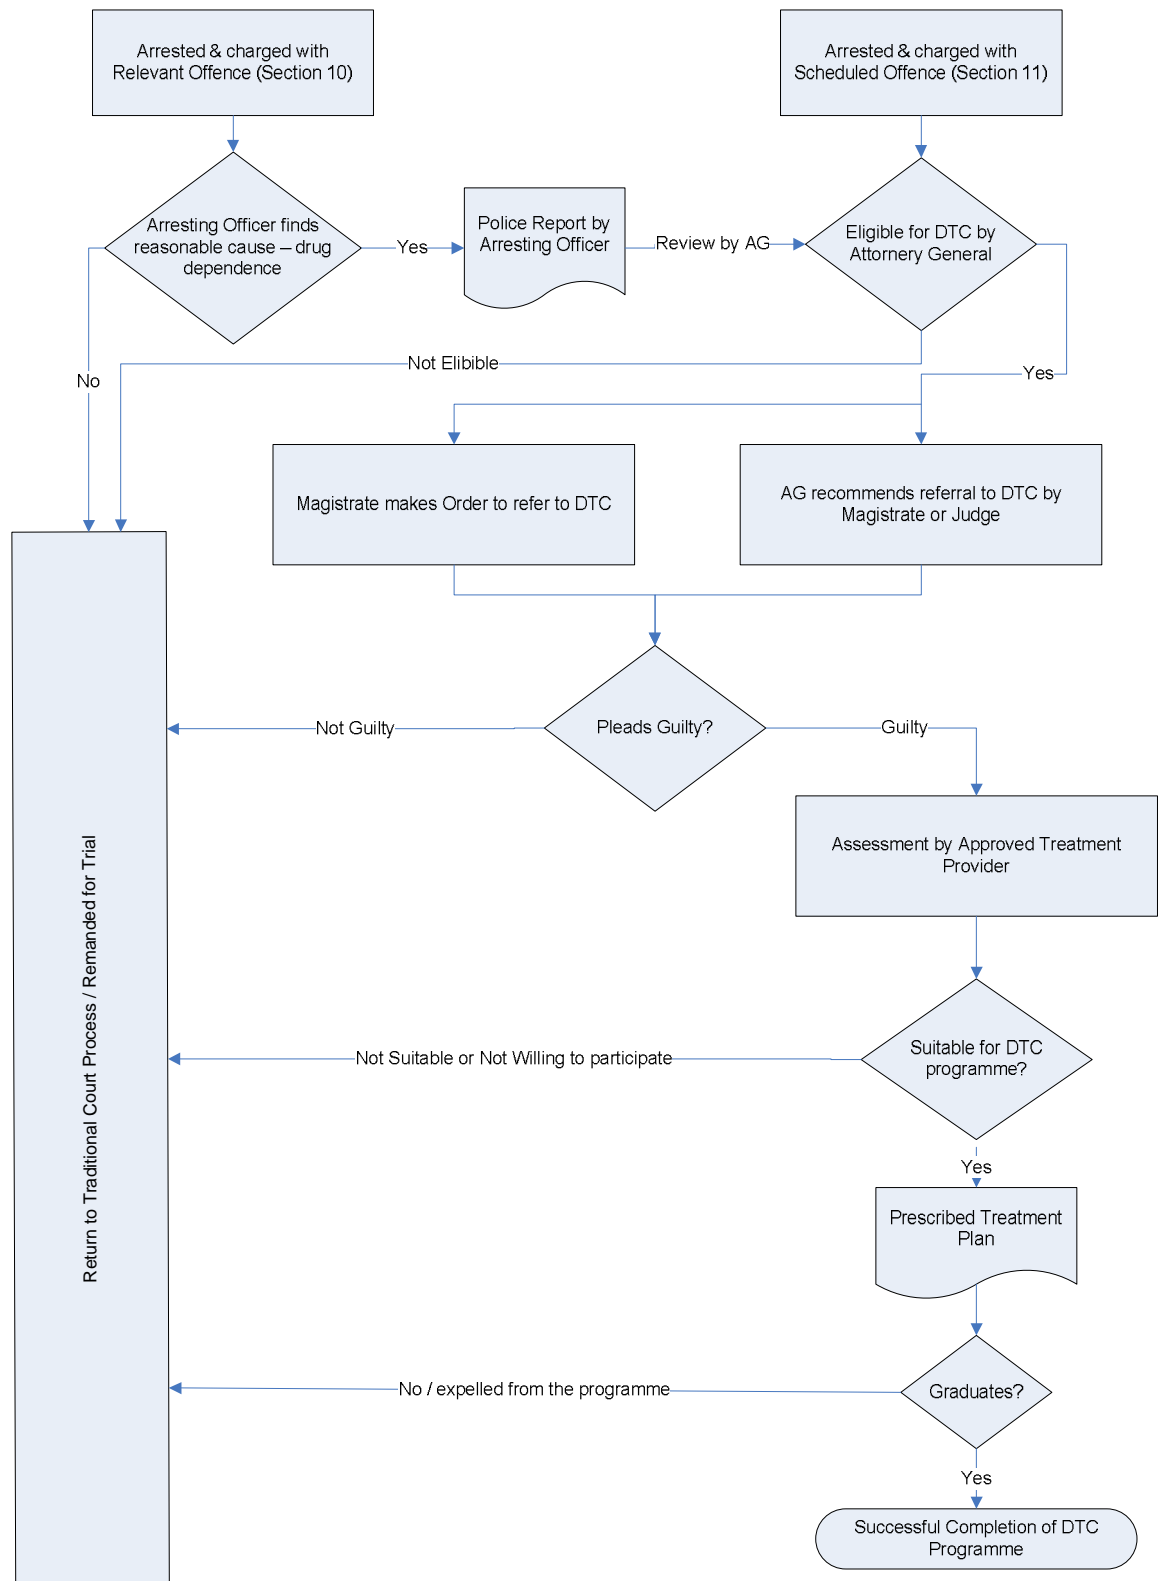 Arrested & charged with
Relevant Offence (Section 10)
Arrested & charged with
Scheduled Offence (Section 11)
Arresting Officer finds
reasonable cause – drug
dependence
Yes
Police Report by
Arresting Officer
Review by AG
Eligible for DTC by
Attornery General
No
Not Elibible
Yes
Magistrate makes Order to refer to DTC
AG recommends referral to DTC by
Magistrate or Judge
Not Guilty
Pleads Guilty?
Guilty
Assessment by Approved Treatment
Provider
Return to Traditional Court Process / Remanded for Trial
Not Suitable or Not Willing to participate
Suitable for DTC
programme?
Yes
Prescribed Treatment
Plan
No / expelled from the programme
Graduates?
Yes
Successful Completion of DTC
Programme